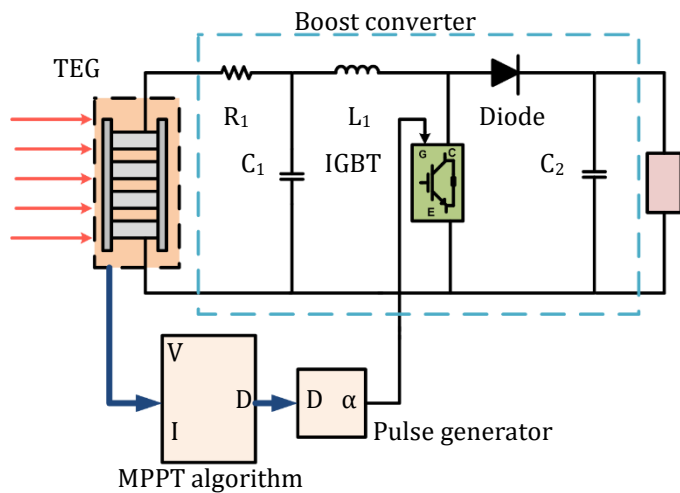 Boost converter
TEG
R₁
L₁
Diode
C₁
IGBT
G
C
E
C₂
V
I
D
D
α
Pulse generator
MPPT algorithm